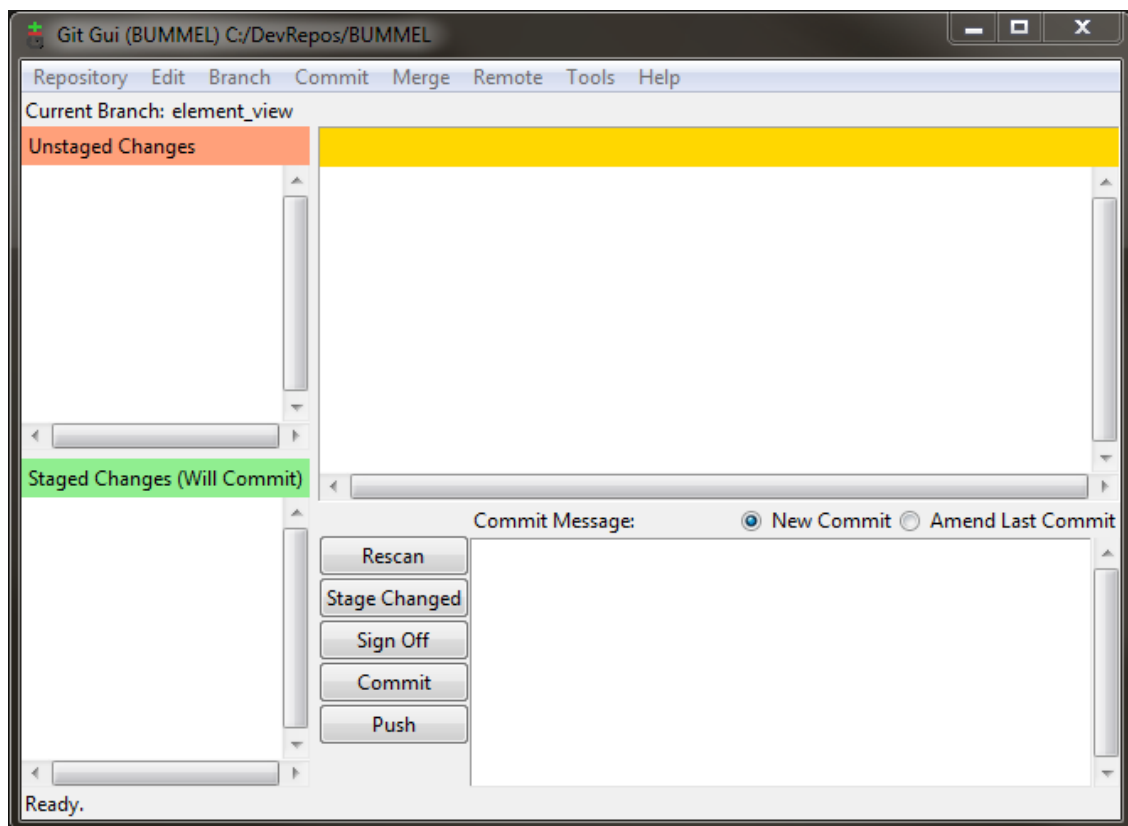 Git Gui (BUMMEL) C:/DevRepos/BUMMEL
Repository Edit Branch Commit Merge Remote Tools Help
Current Branch: element_view
Unstaged Changes
Staged Changes (Will Commit)
Commit Message: New Commit Amend Last Commit
Rescan
Stage Changed
Sign Off
Commit
Push
Ready.